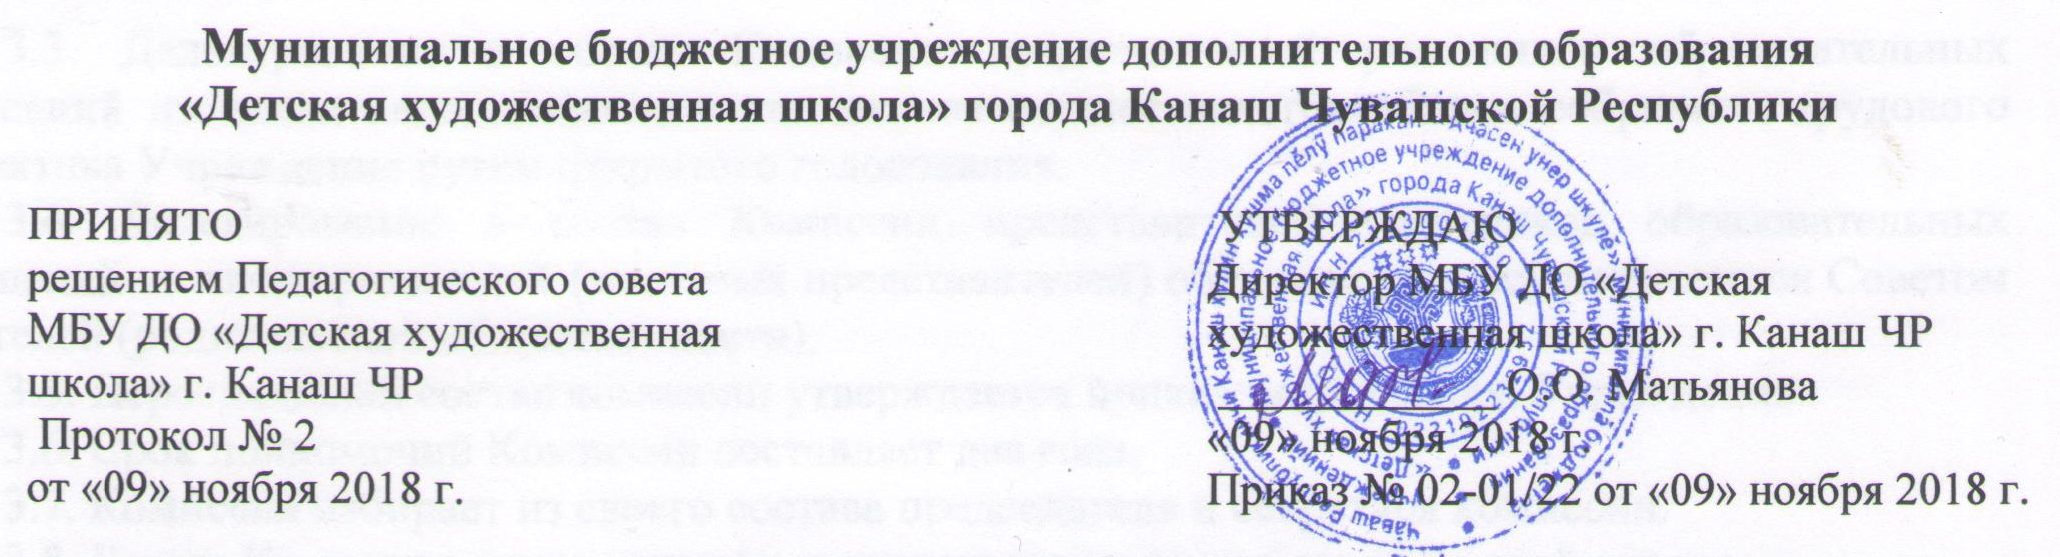 Муниципальное бюджетное учреждение дополнительного образования
«Детская художественная школа» города Канаш Чувашской Республики
ПРИНЯТО
решением Педагогического совета
МБУ ДО «Детская художественная
школа» г. Канаш ЧР
Протокол № 2
от «09» ноября 2018 г.
УТВЕРЖДАЮ
Директор МБУ ДО «Детская
художественная школа» г. Канаш ЧР
О.О. Матьянова
«09» ноября 2018 г.
Приказ № 02-01/22 от «09» ноября 2018 г.